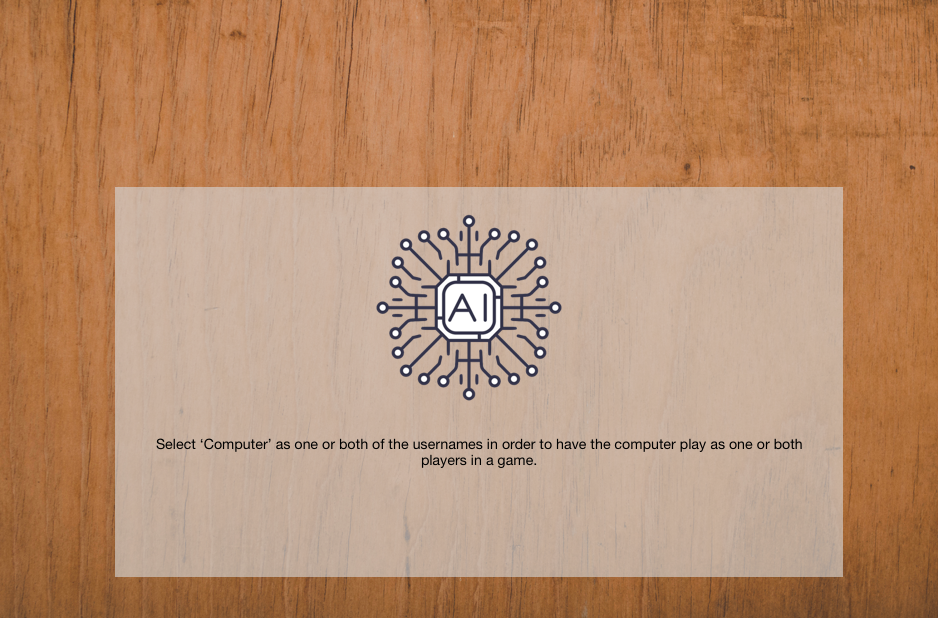 AI
Select ‘Computer’ as one or both of the usernames in order to have the computer play as one or both
players in a game.